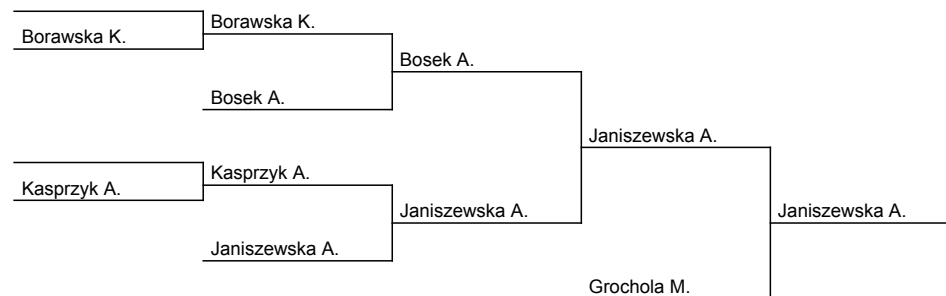 Borawska K.
Borawska K.
Bosek A.
Bosek A.
Janiszewska A.
Kasprzyk A.
Kasprzyk A.
Janiszewska A.
Janiszewska A.
Janiszewska A.
Grochola M.